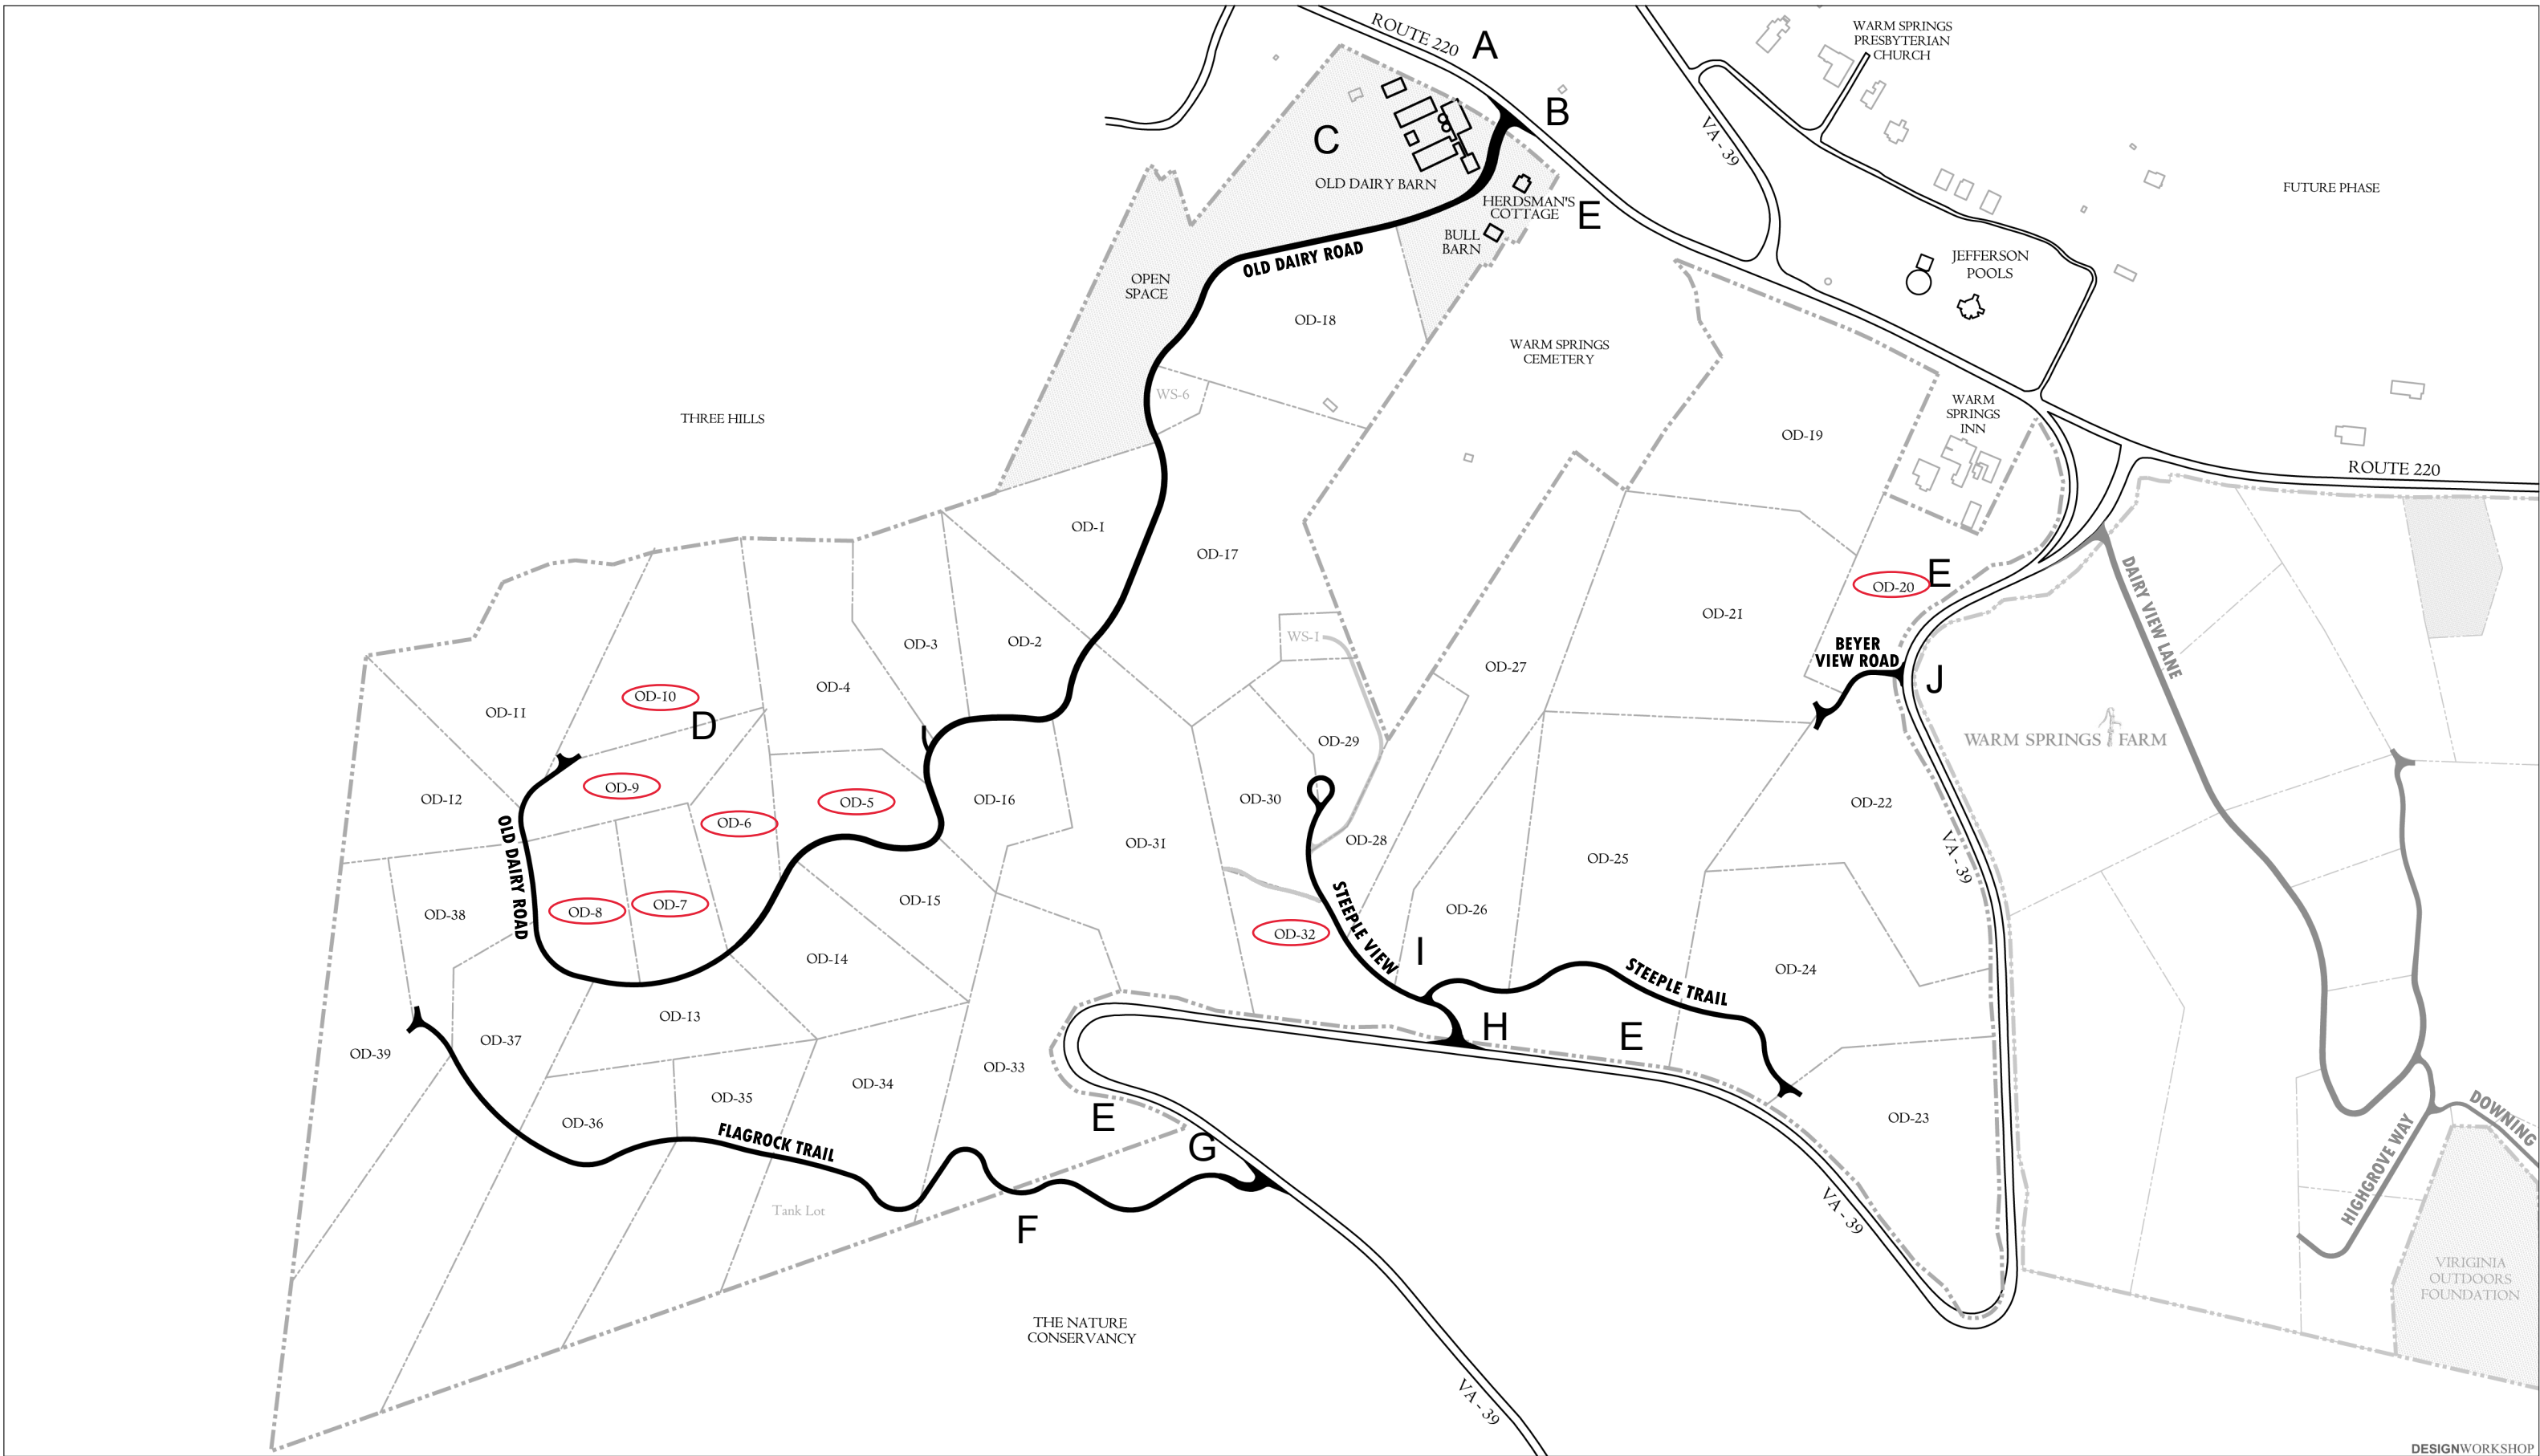 ROUTE 220
A
WARM SPRINGS
PRESBYTERIAN
CHURCH
B
C
VA - 39
OLD DAIRY BARN
FUTURE PHASE
HERDSMAN'S
COTTAGE
E
BULL
BARN
OLD DAIRY ROAD
JEFFERSON
POOLS
OPEN
SPACE
OD-18
WARM SPRINGS
CEMETERY
WS-6
THREE HILLS
WARM
SPRINGS
INN
OD-19
ROUTE 220
OD-1
OD-17
E
OD-20
OD-21
DAIRY VIEW LANE
WS-1
OD-3
OD-2
OD-27
BEYER
VIEW ROAD
J
OD-4
OD-10
OD-11
D
OD-29
WARM SPRINGS FARM
OD-9
OD-12
OD-5
OD-16
OD-30
OD-22
OD-6
OD-31
OD-28
VA - 39
OD-25
OLD DAIRY ROAD
OD-38
OD-8
OD-7
OD-15
OD-26
OD-32
STEEPLE VIEW
I
OD-14
STEEPLE TRAIL
OD-24
OD-13
H
E
OD-39
OD-37
OD-33
OD-34
OD-35
OD-36
E
OD-23
DOWNING
FLAGROCK TRAIL
G
HIGHGROVE WAY
Tank Lot
F
VA - 39
VIRIGINIA
OUTDOORS
FOUNDATION
THE NATURE
CONSERVANCY
VA - 39
DESIGNWORKSHOP